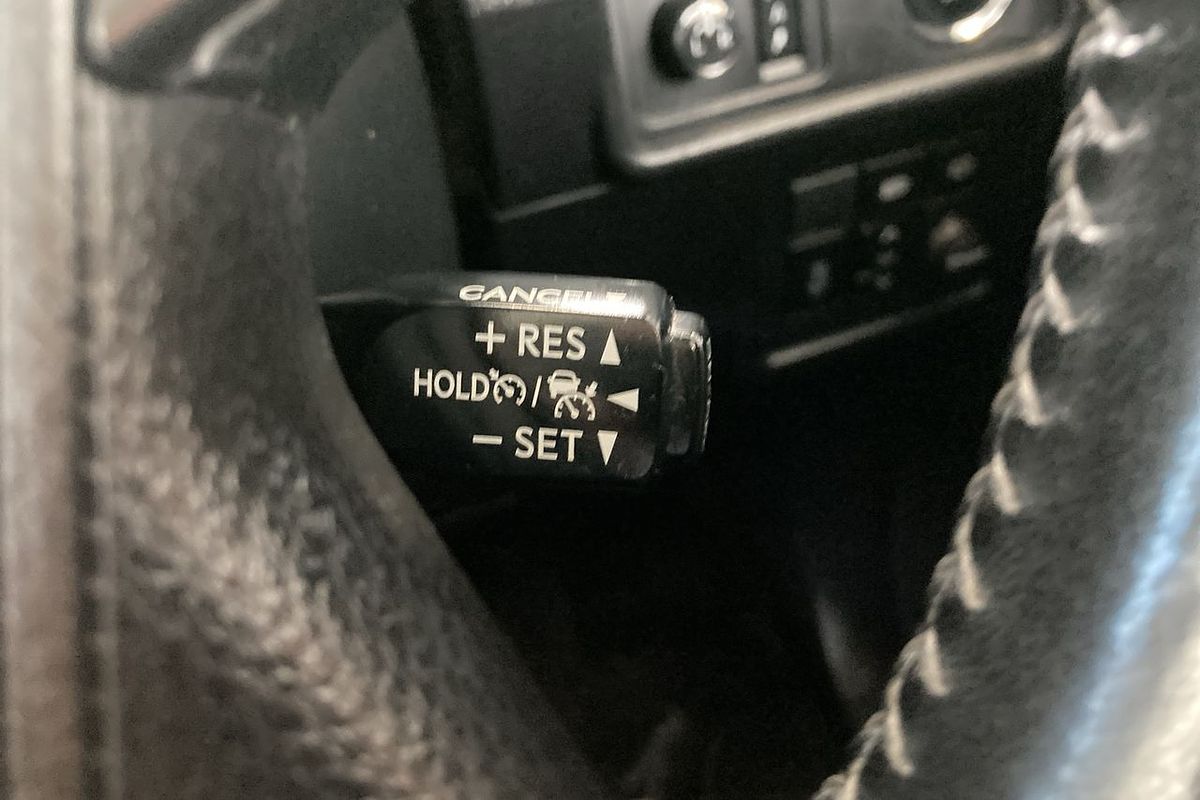 CANCEL
+ RES ▲
HOLD / ◀
− SET ▼